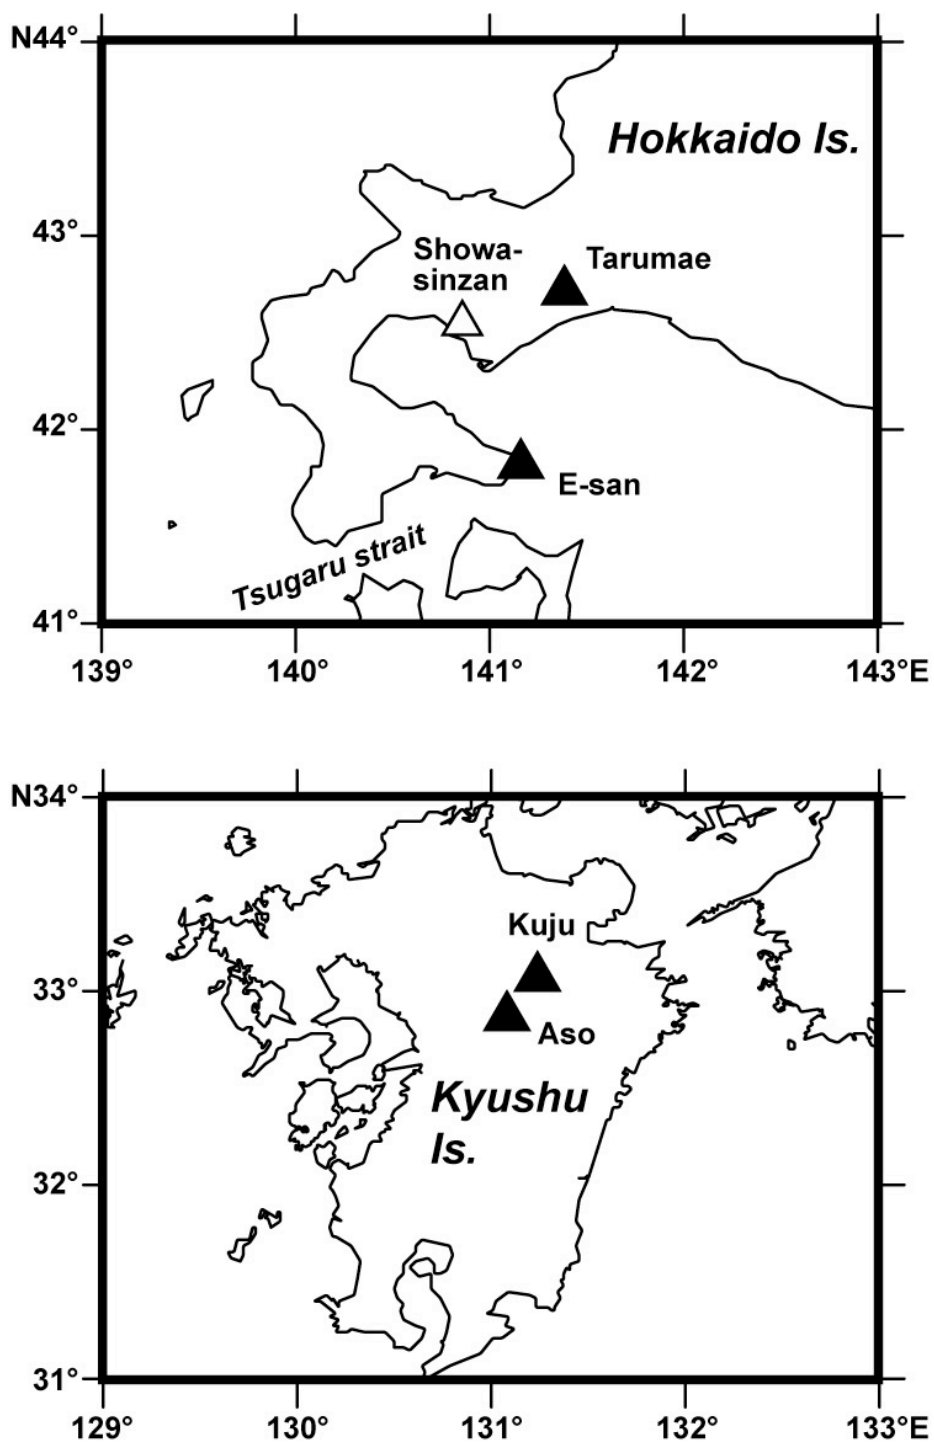 N44°
Hokkaido Is.
43°
Showa-
sinzan
Tarumae
42°
E-san
Tsugaru strait
41°
139°
140°
141°
142°
143°E
N34°
Kuju
33°
Aso
Kyushu
Is.
32°
31°
129°
130°
131°
132°
133°E